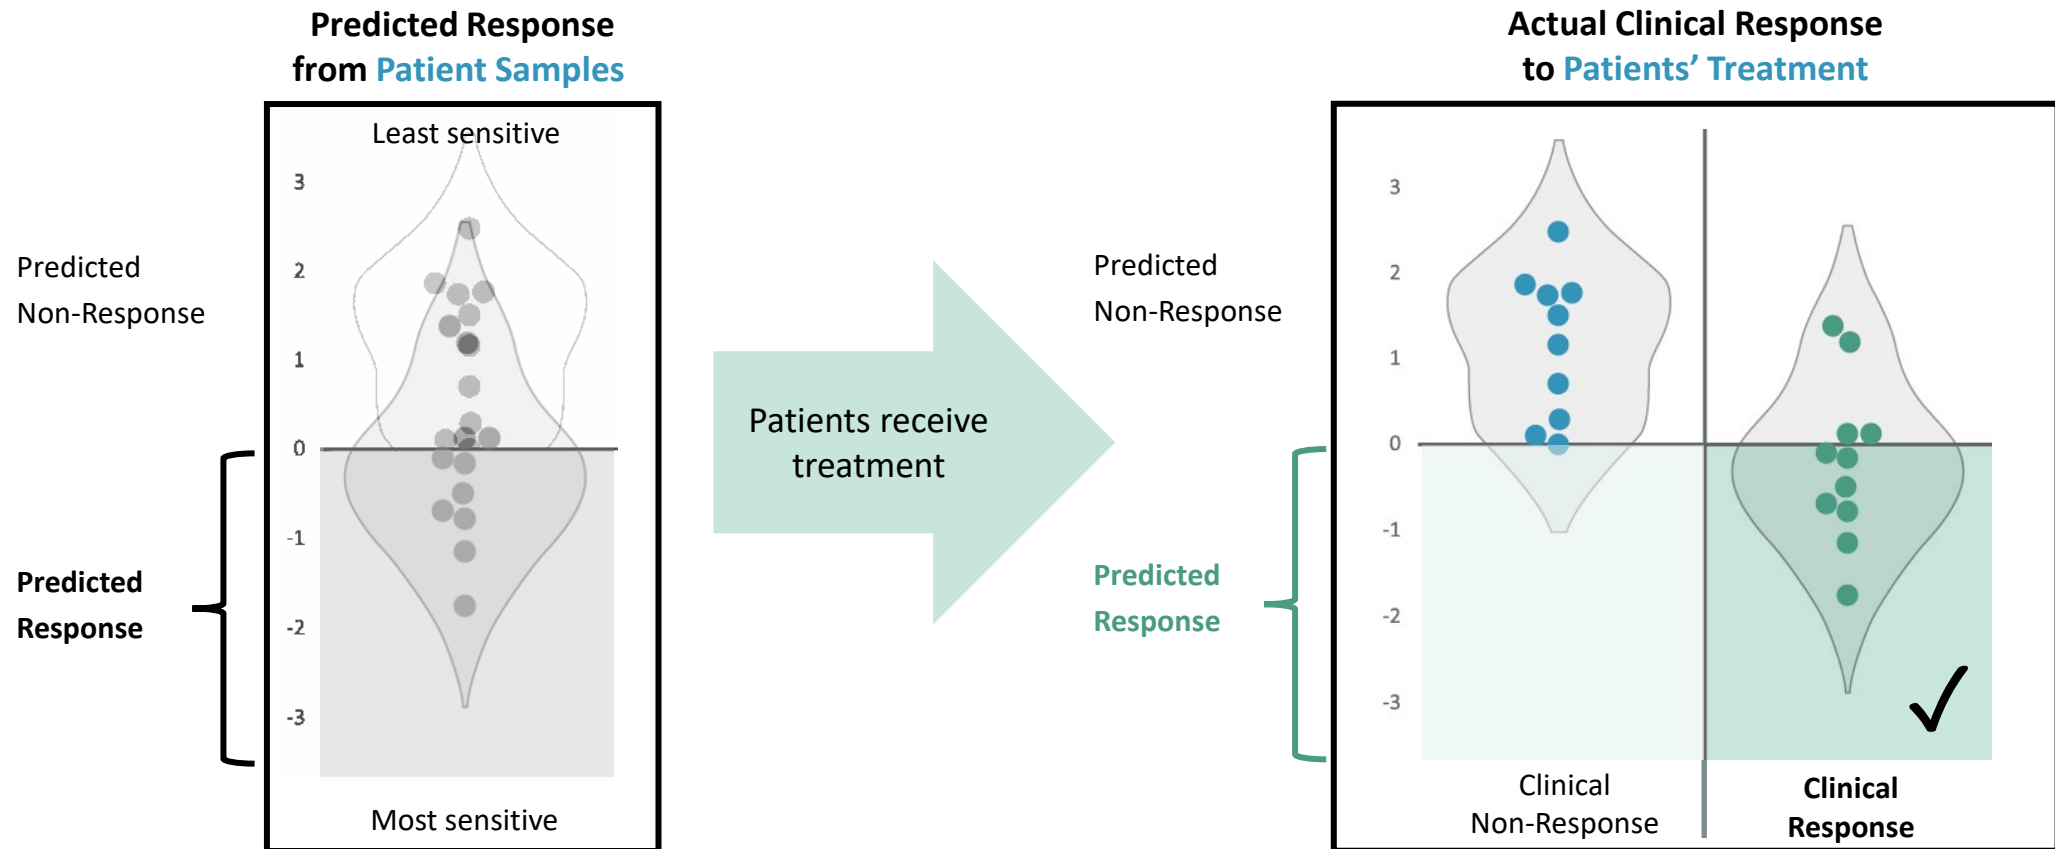 Predicted Response
from Patient Samples
Least sensitive
3
2
1
0
-1
-2
-3
Most sensitive
Predicted
Non-Response
Predicted
Response
Patients receive
treatment
Actual Clinical Response
to Patients’ Treatment
Predicted
Non-Response
Predicted
Response
3
2
1
0
-1
-2
-3
Clinical
Non-Response
Clinical
Response